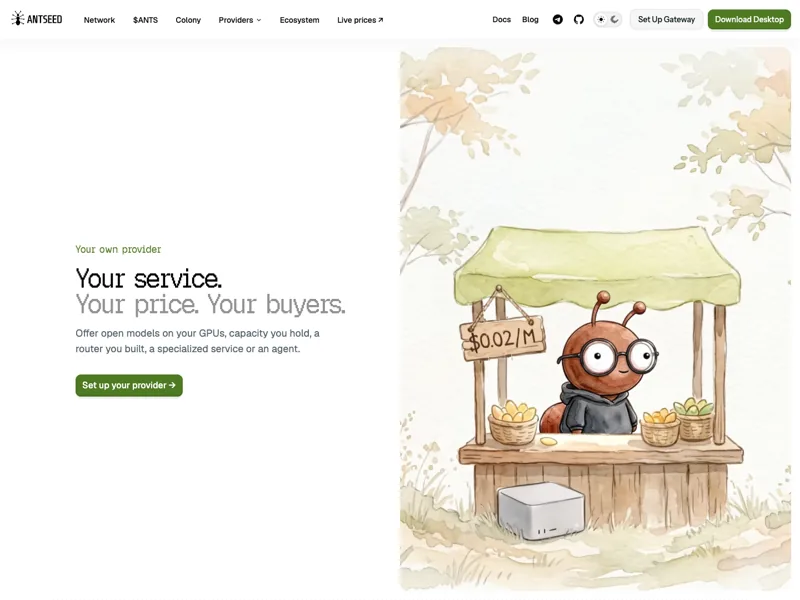 ANTSEED
Network
$ANTS
Colony
Providers
Ecosystem
Live prices ↗
Docs
Blog
Set Up Gateway
Download Desktop
Your own provider
Your service.
Your price. Your buyers.
Offer open models on your GPUs, capacity you hold, a
router you built, a specialized service or an agent.
Set up your provider →
$0.02/M